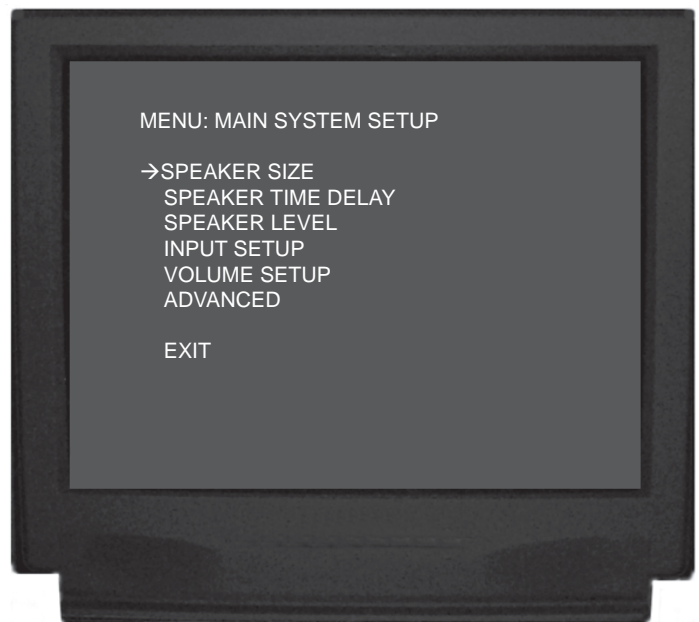 MENU: MAIN SYSTEM SETUP
→SPEAKER SIZE
SPEAKER TIME DELAY
SPEAKER LEVEL
INPUT SETUP
VOLUME SETUP
ADVANCED
EXIT